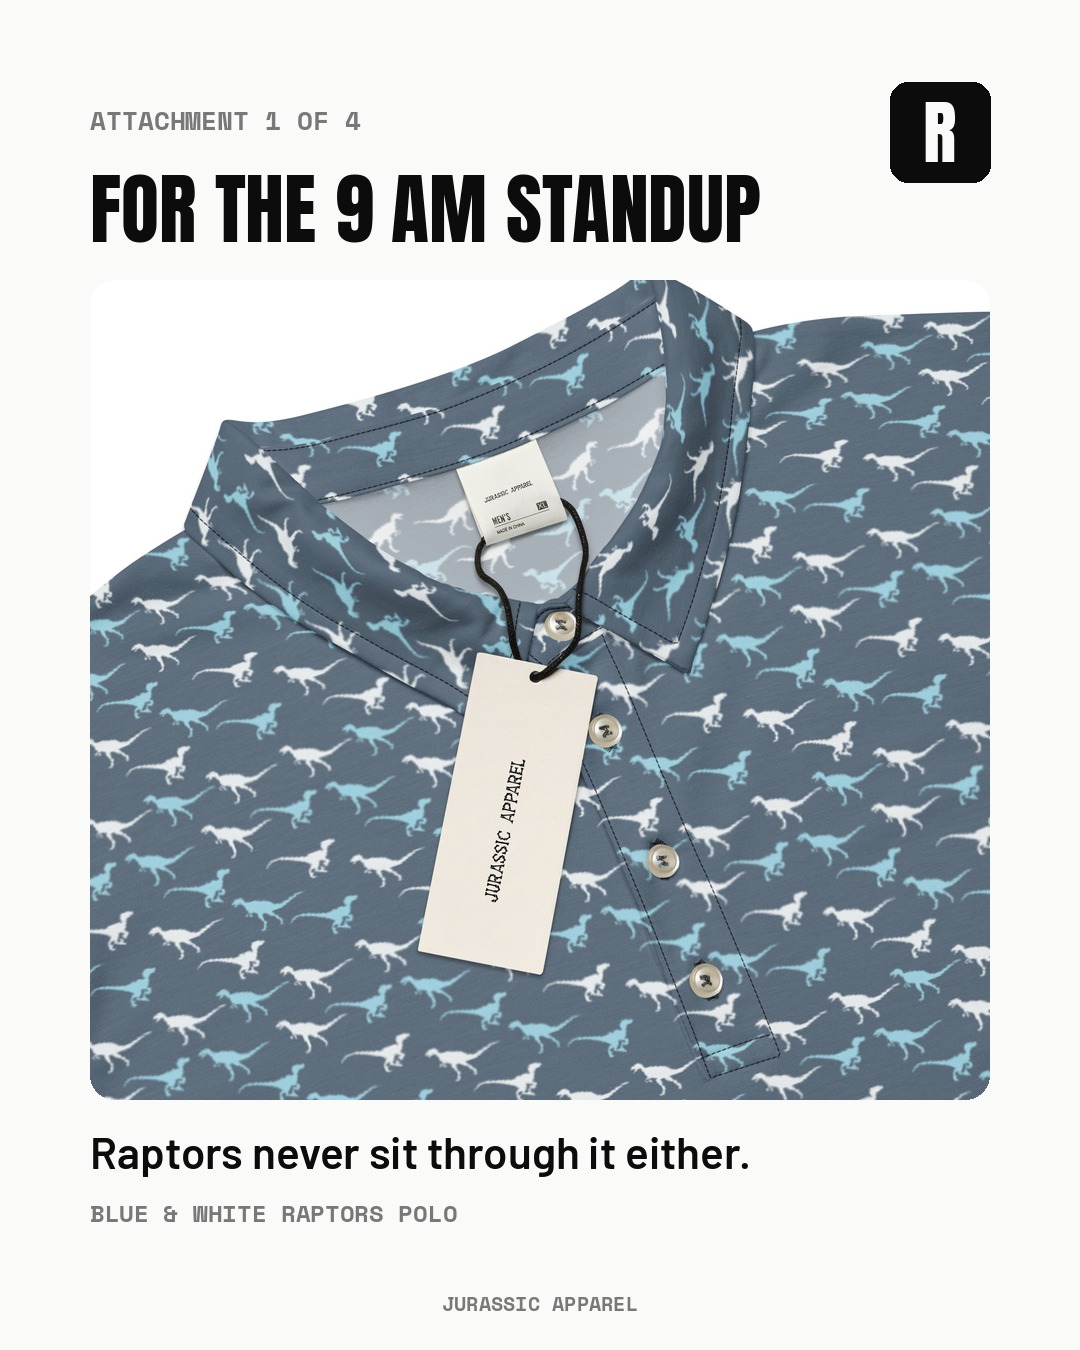 ATTACHMENT 1 OF 4
R
FOR THE 9 AM STANDUP
JURASSIC APPAREL
MEN'S
XL
MADE IN CHINA
JURASSIC APPAREL
Raptors never sit through it either.
BLUE & WHITE RAPTORS POLO
JURASSIC APPAREL